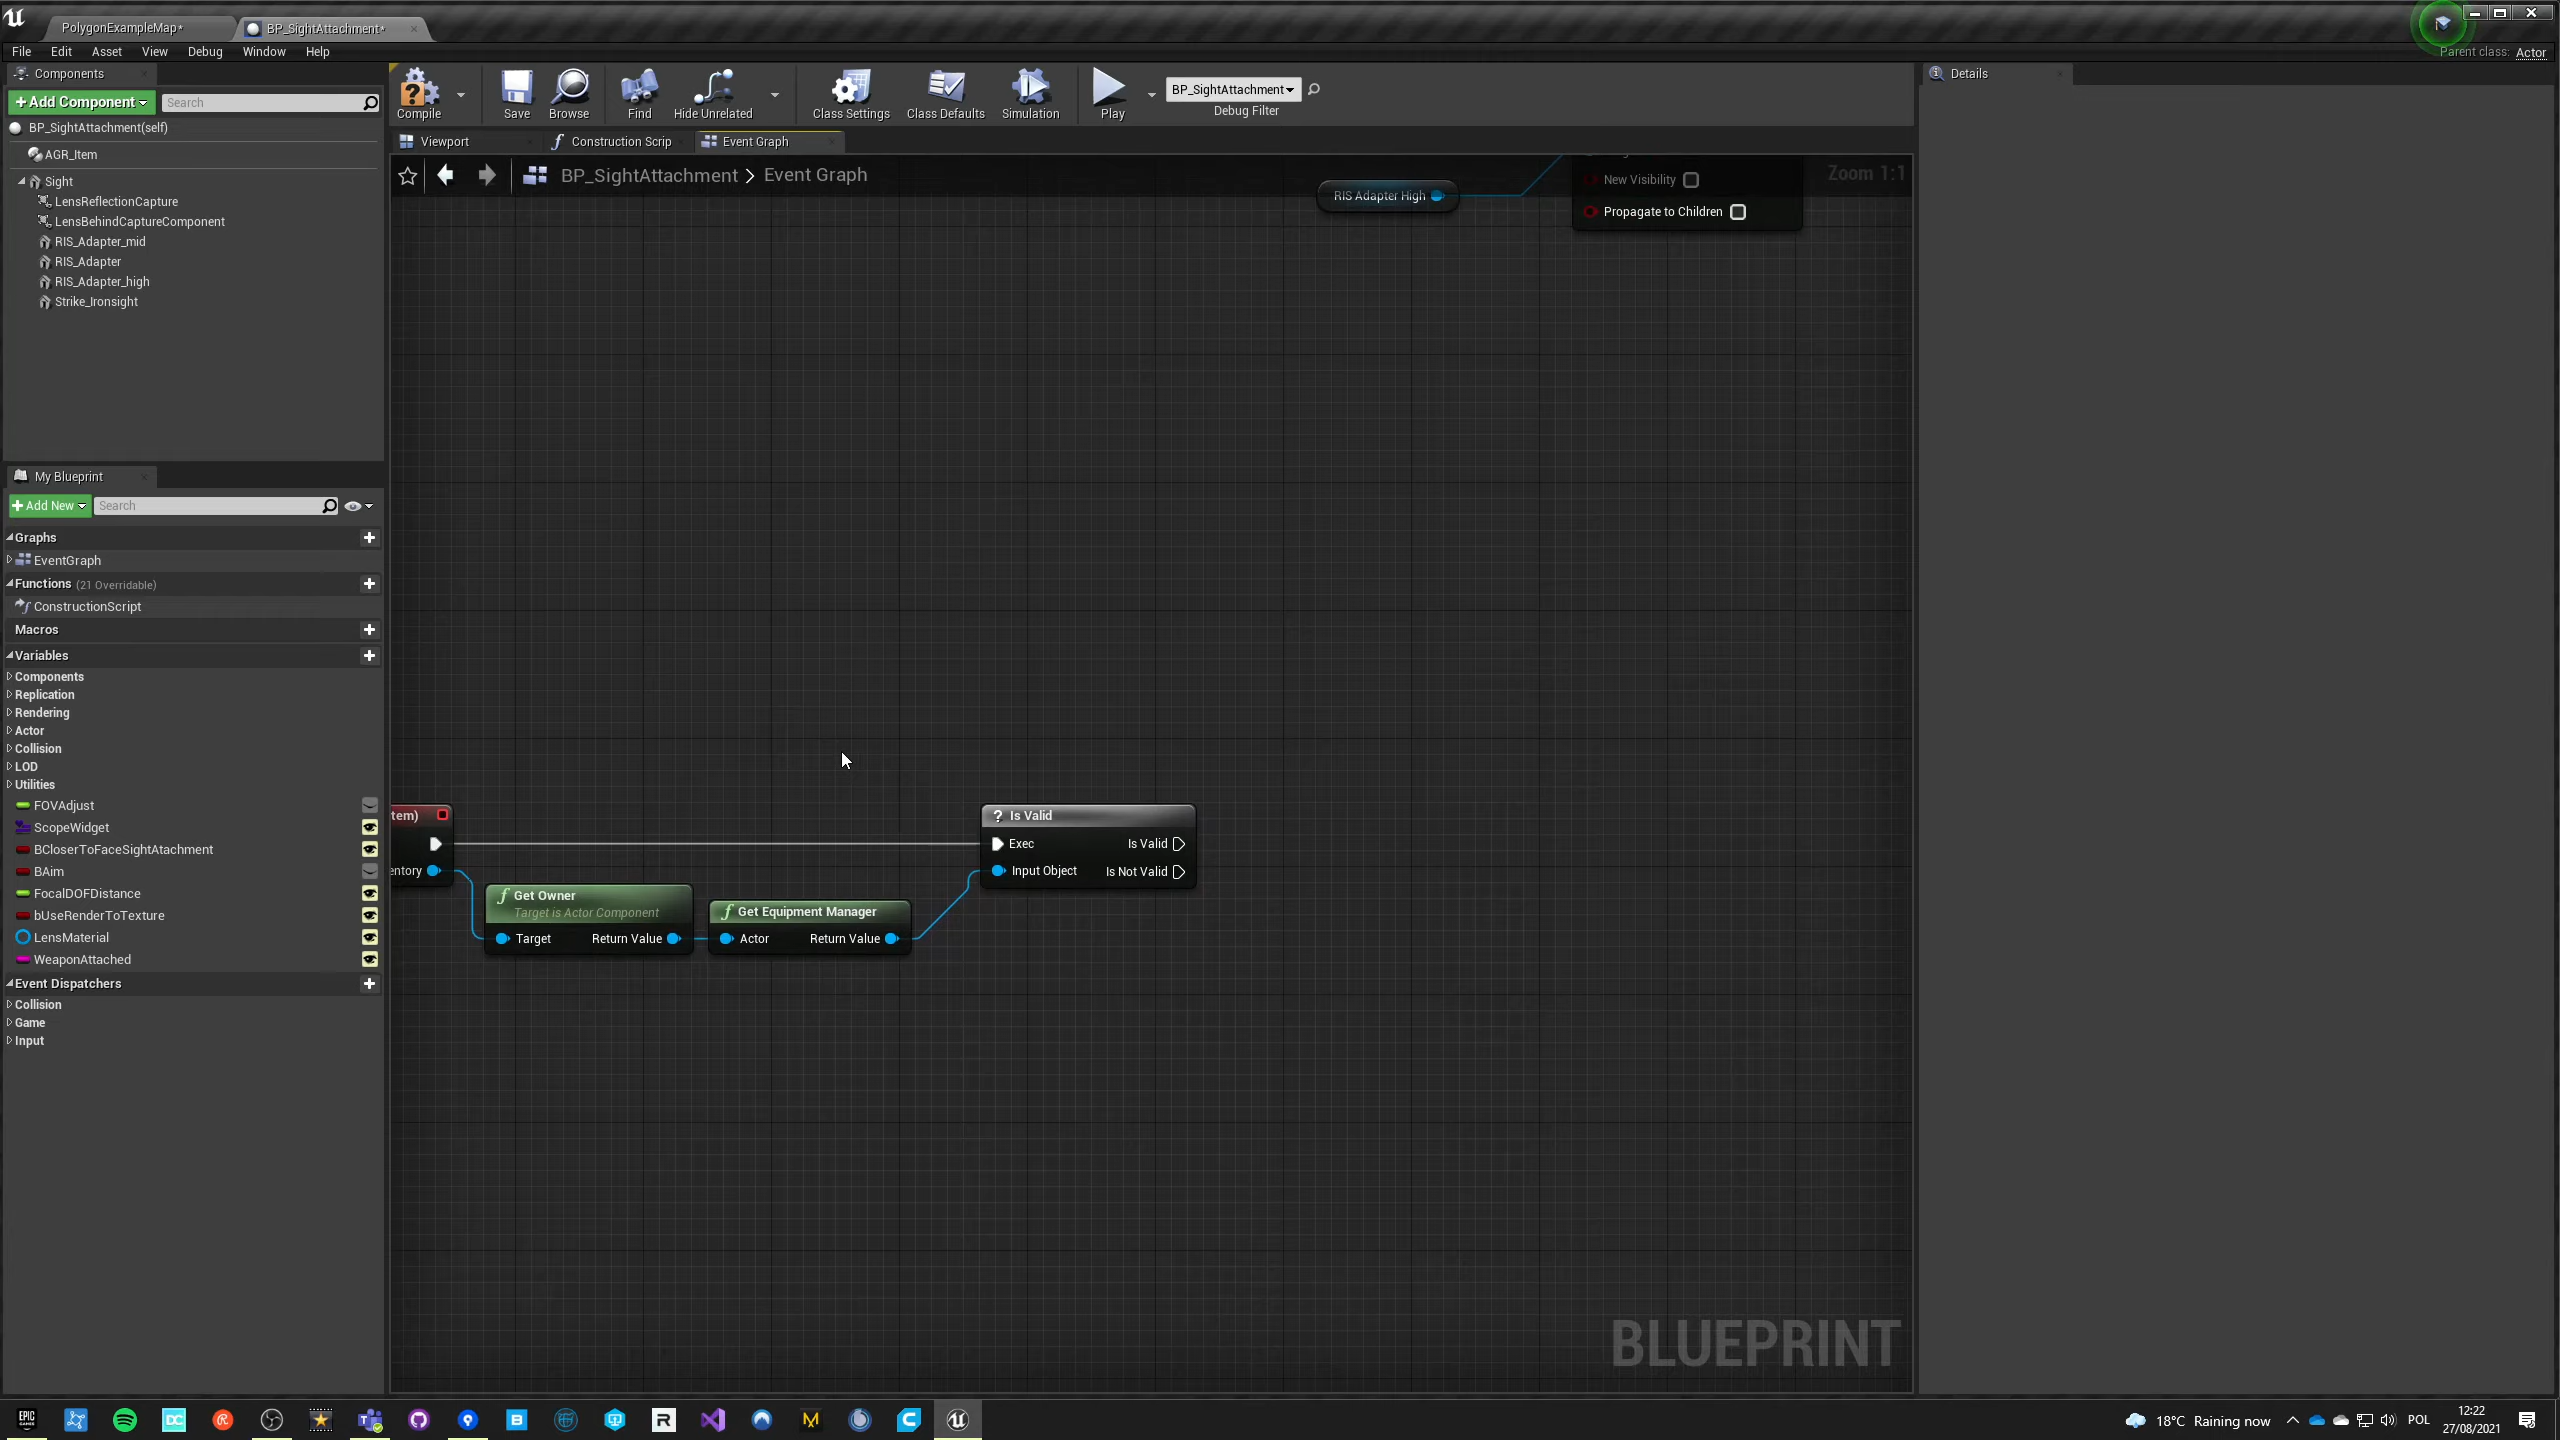 PolygonExampleMap*
BP_SightAttachment*
File Edit Asset View Debug Window Help
Parent class: Actor
Components
+Add Component
Search
BP_SightAttachment(self)
AGR_Item
Sight
LensReflectionCapture
LensBehindCaptureComponent
RIS_Adapter_mid
RIS_Adapter
RIS_Adapter_high
Strike_Ironsight
Compile
Save
Browse
Find
Hide Unrelated
Class Settings
Class Defaults
Simulation
Play
BP_SightAttachment
Debug Filter
Details
Viewport
Construction Scrip
Event Graph
BP_SightAttachment > Event Graph
Zoom 1:1
RIS Adapter High
New Visibility
Propagate to Children
My Blueprint
+Add New
Search
Graphs
EventGraph
Functions (21 Overridable)
ConstructionScript
Macros
Variables
Components
Replication
Rendering
Actor
Collision
LOD
Utilities
FOVAdjust
ScopeWidget
BCloserToFaceSightAtachment
BAim
FocalDOFDistance
bUseRenderToTexture
LensMaterial
WeaponAttached
Event Dispatchers
Collision
Game
Input
tem)
entory
Get Owner
Target is Actor Component
Target Return Value
Get Equipment Manager
Actor Return Value
? Is Valid
Exec Is Valid
Input Object Is Not Valid
BLUEPRINT
EPIC GAMES
DC
18°C Raining now
POL
12:22
27/08/2021